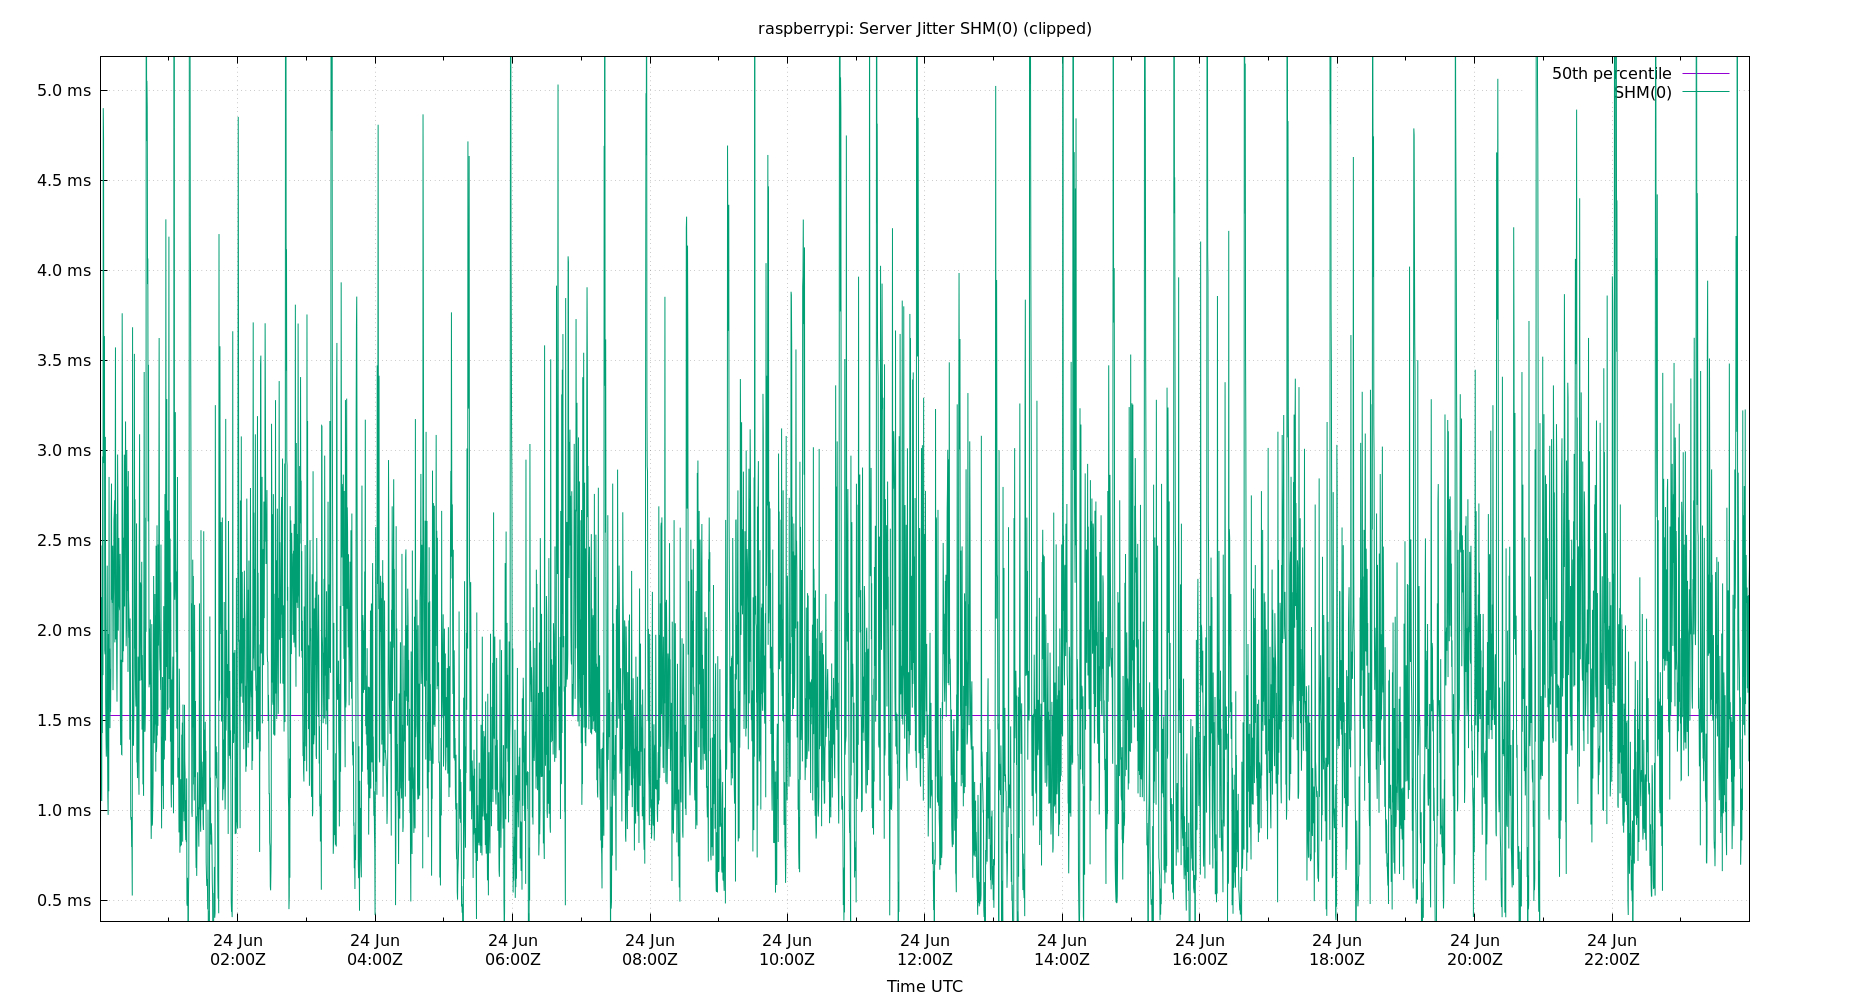 raspberrypi: Server Jitter SHM(0) (clipped)
50th percentile
SHM(0)
5.0 ms
4.5 ms
4.0 ms
3.5 ms
3.0 ms
2.5 ms
2.0 ms
1.5 ms
1.0 ms
0.5 ms
24 Jun 24 Jun 24 Jun 24 Jun 24 Jun 24 Jun 24 Jun 24 Jun 24 Jun 24 Jun 24 Jun
02:00Z 04:00Z 06:00Z 08:00Z 10:00Z 12:00Z 14:00Z 16:00Z 18:00Z 20:00Z 22:00Z
Time UTC